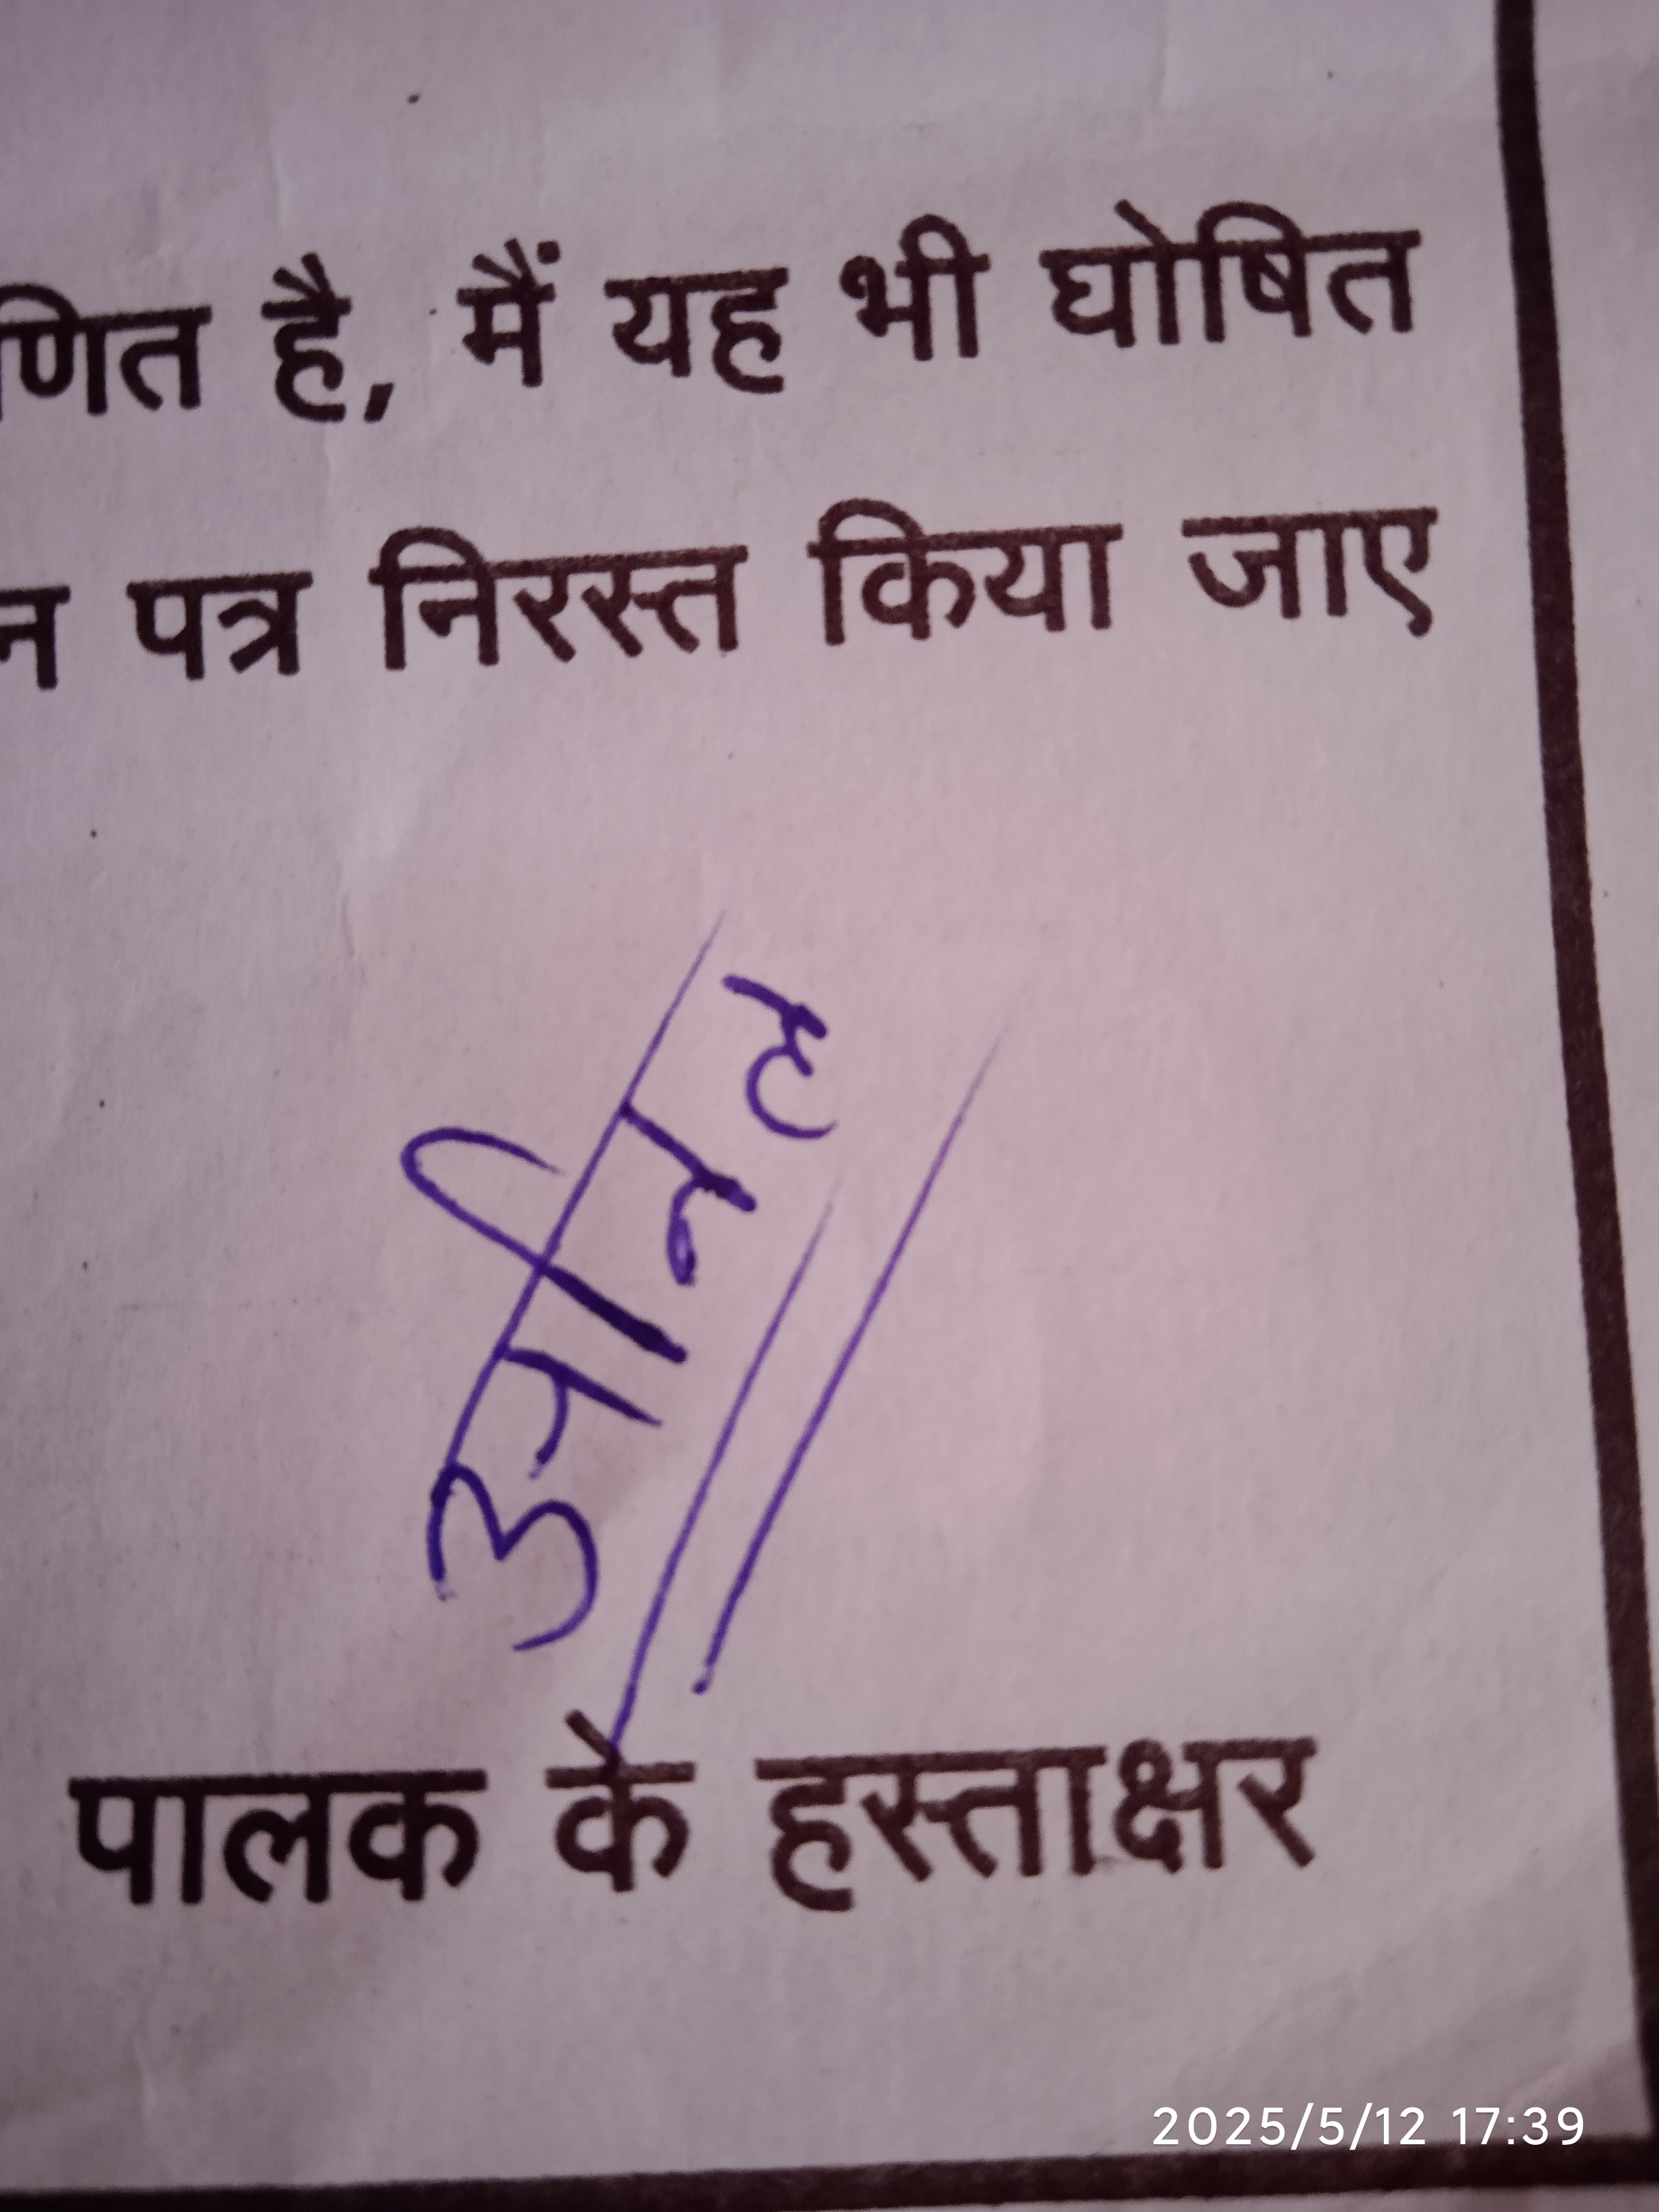 णित है, मैं यह भी घोषित
न पत्र निरस्त किया जाए
पालक के हस्ताक्षर
2025/5/12 17:39